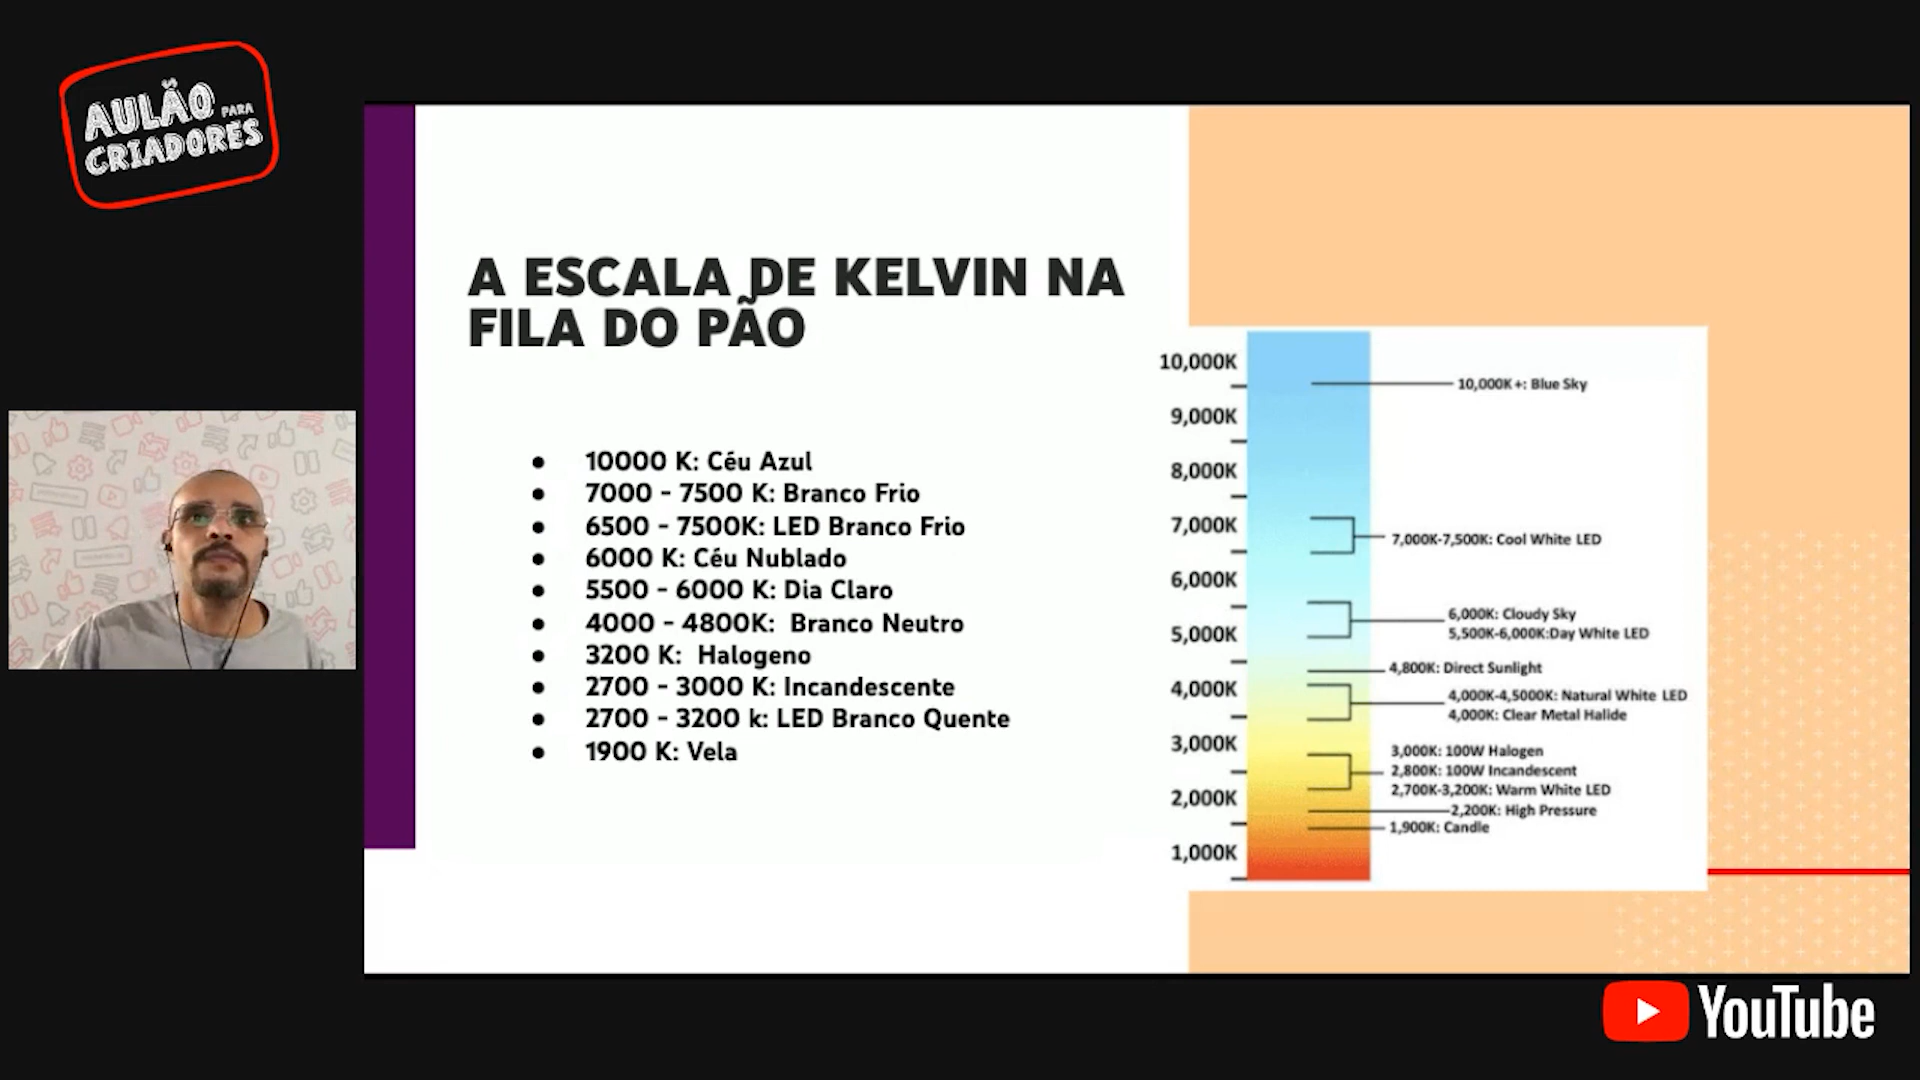 AULÃO PARA
CRIADORES
A ESCALA DE KELVIN NA
FILA DO PÃO
● 10000 K: Céu Azul
● 7000 - 7500 K: Branco Frio
● 6500 - 7500K: LED Branco Frio
● 6000 K: Céu Nublado
● 5500 - 6000 K: Dia Claro
● 4000 - 4800K: Branco Neutro
● 3200 K: Halogeno
● 2700 - 3000 K: Incandescente
● 2700 - 3200 k: LED Branco Quente
● 1900 K: Vela
10,000K
9,000K
8,000K
7,000K
6,000K
5,000K
4,000K
3,000K
2,000K
1,000K
10,000K+: Blue Sky
7,000K-7,500K: Cool White LED
6,000K: Cloudy Sky
5,500K-6,000K:Day White LED
4,800K: Direct Sunlight
4,000K-4,5000K: Natural White LED
4,000K: Clear Metal Halide
3,000K: 100W Halogen
2,800K: 100W Incandescent
2,700K-3,200K: Warm White LED
2,200K: High Pressure
1,900K: Candle
YouTube